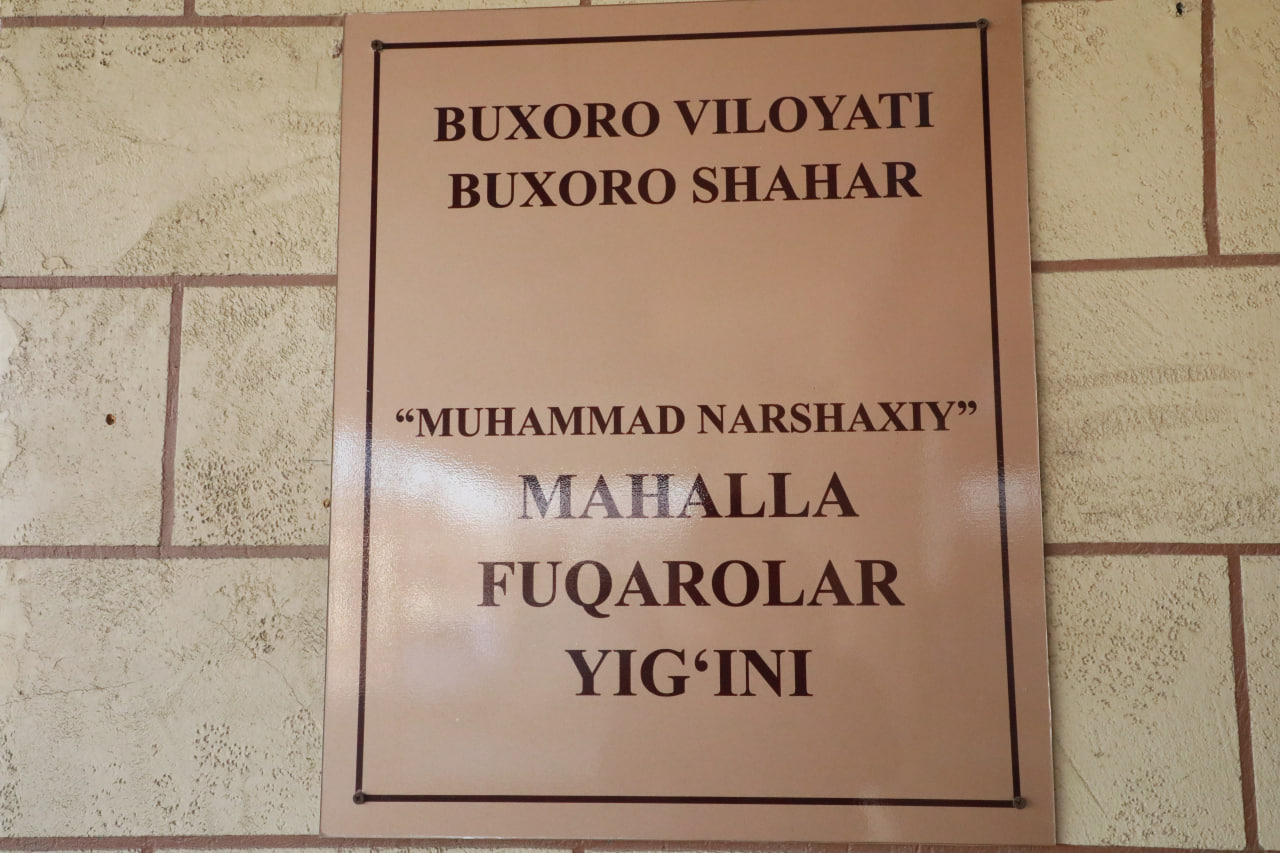 BUXORO VILOYATI
BUXORO SHAHAR
“MUHAMMAD NARSHAXIY”
MAHALLA
FUQAROLAR
YIG‘INI